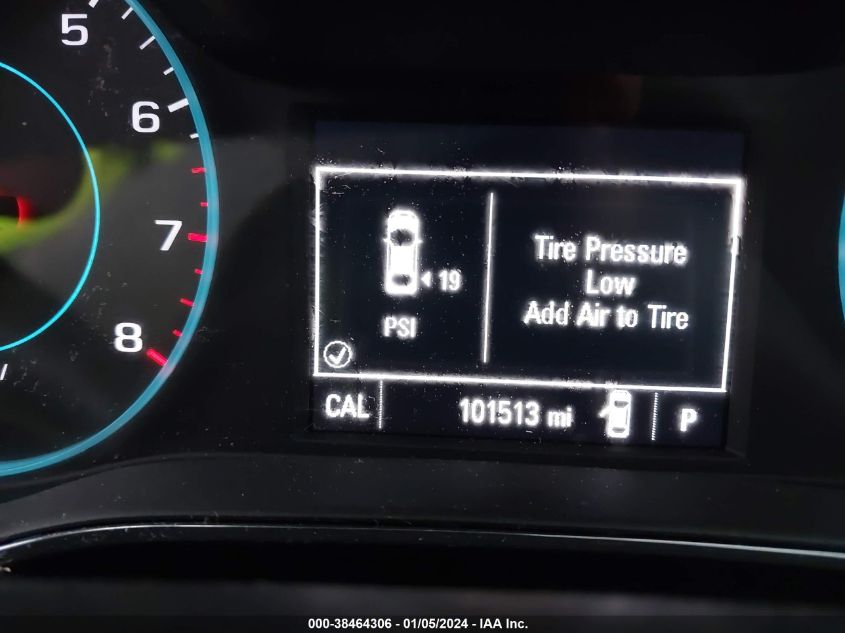 5
6
7
8
Tire Pressure
Low
Add Air to Tire
19
PSI
CAL
101513 mi
P
000-38464306 - 01/05/2024 - IAA Inc.